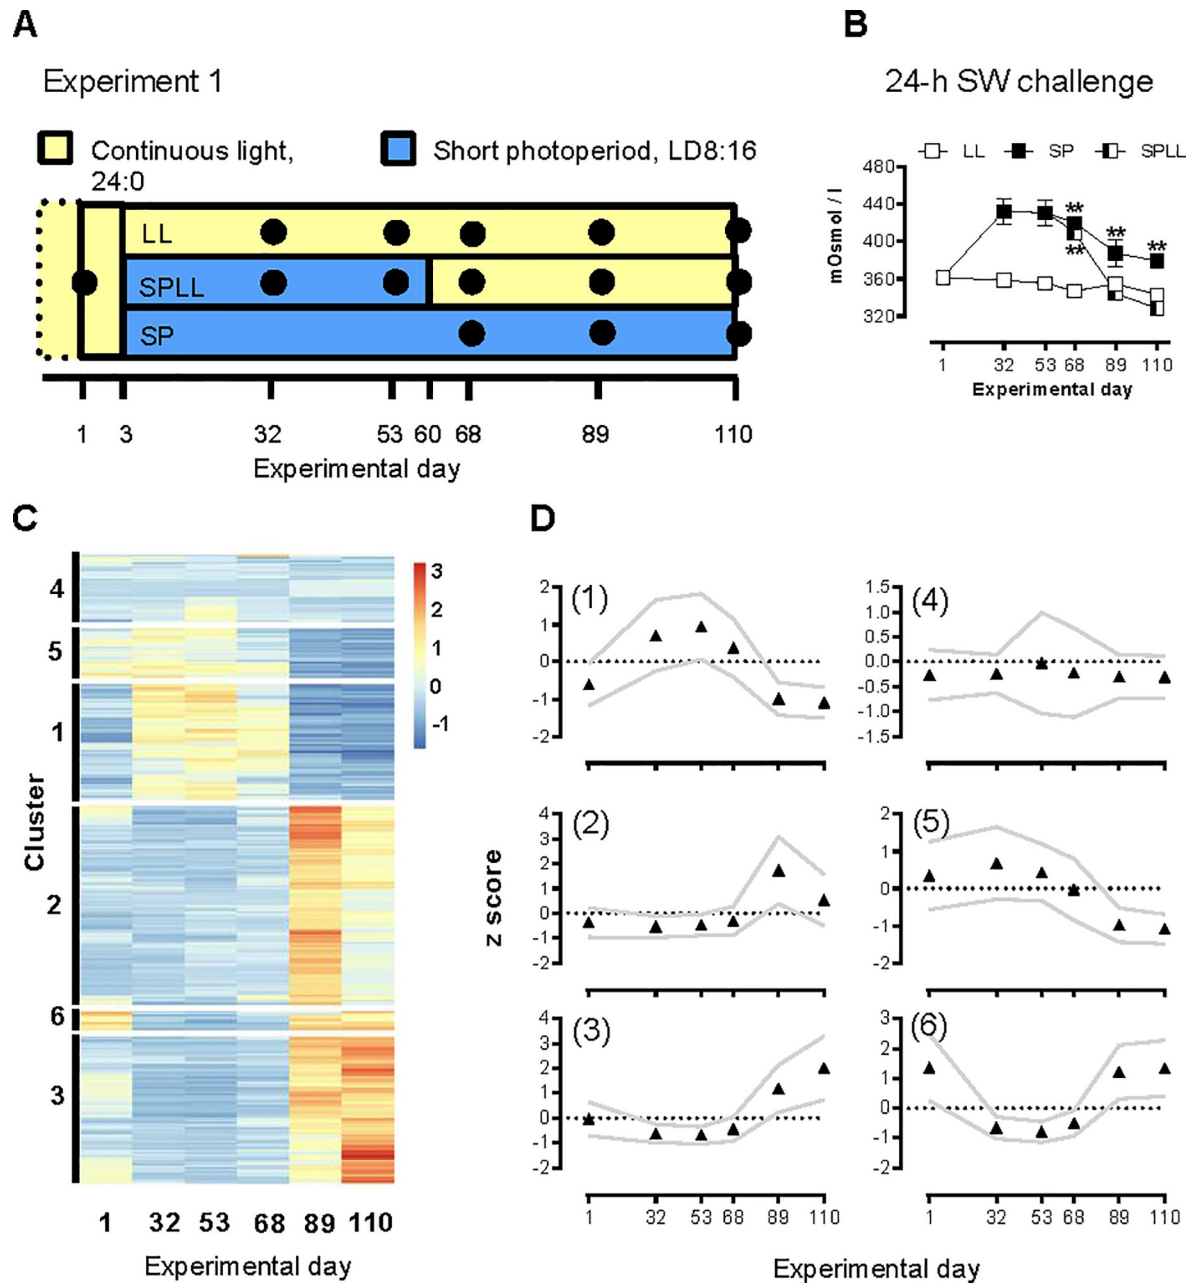 A
Experiment 1
Continuous light,
24:0
Short photoperiod, LD8:16
LL
SPLL
SP
1 3 32 53 60 68 89 110
Experimental day
B
24-h SW challenge
LL SP SPLL
480
440
400
360
320
mOsmol / l
** ** **
**
1 32 53 68 89 110
Experimental day
C
Cluster
4
5
1
2
6
3
3
2
1
0
-1
1 32 53 68 89 110
Experimental day
D
z score
(1)
2
1
0
-1
-2
(4)
1.5
1.0
0.5
0.0
-0.5
-1.0
-1.5
(2)
4
3
2
1
0
-1
-2
(5)
2
1
0
-1
-2
(3)
4
3
2
1
0
-1
-2
1 32 53 68 89 110
(6)
3
2
1
0
-1
-2
1 32 53 68 89 110
Experimental day